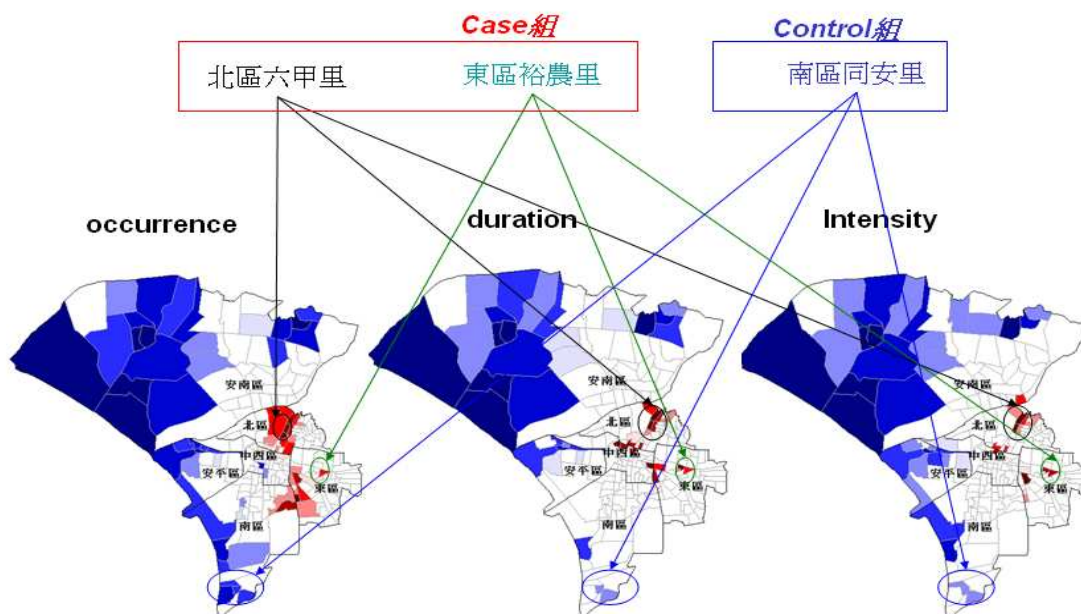 Case組
Control組
北區六甲里
東區裕農里
南區同安里
occurrence
duration
Intensity
安南區
北區
中西區
安平區
東區
南區
安南區
北區
中西區
安平區
東區
南區
安南區
北區
中西區
安平區
東區
南區